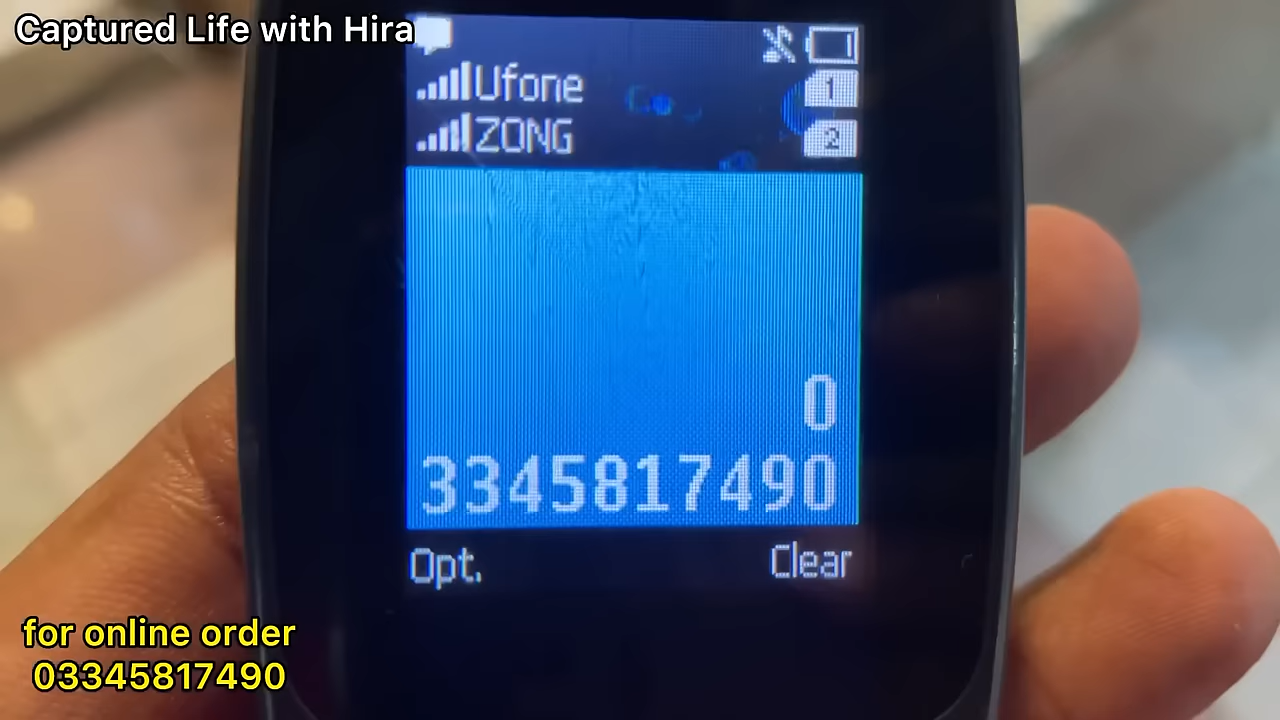 Captured Life with Hira
Ufone
1
ZONG
2
0
3345817490
Opt.
Clear
for online order
03345817490